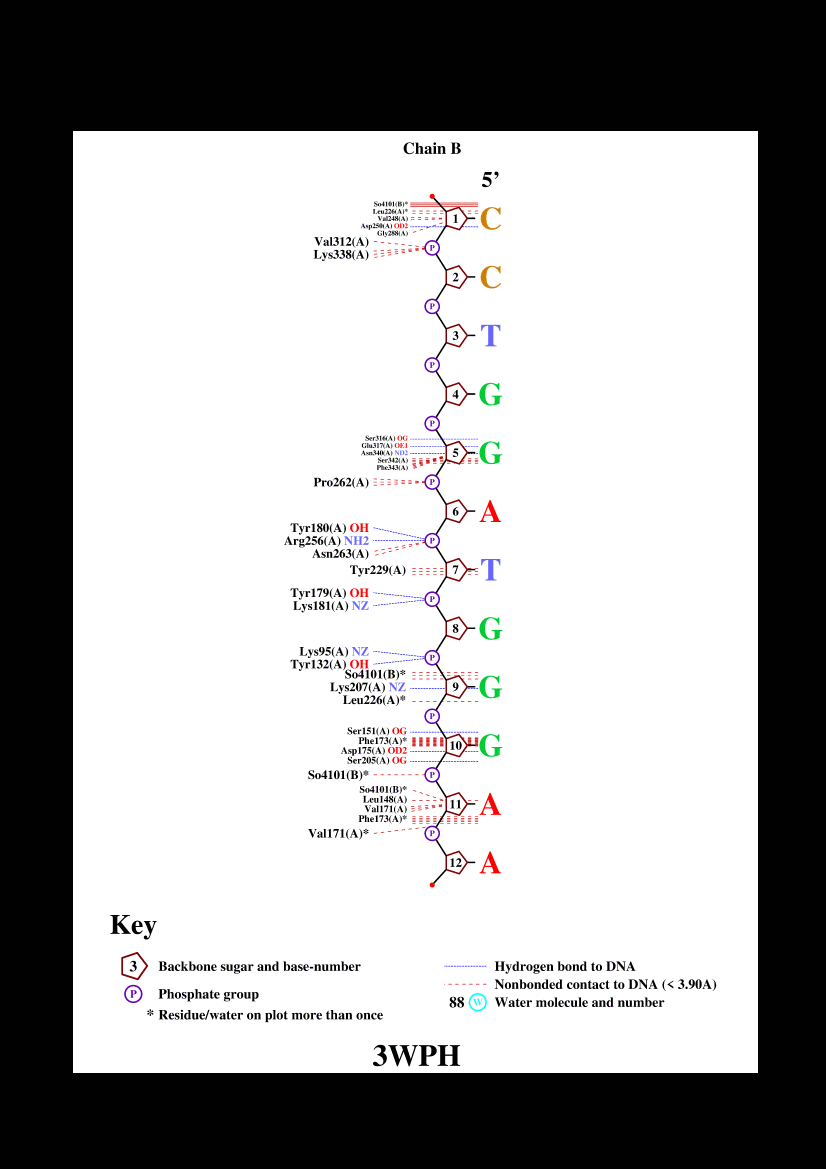 Chain B
5’
So4101(B)*
Leu226(A)*
Val248(A)
Asp250(A) OD2
Gly288(A)
1 C
Val312(A)
P
Lys338(A)
2 C
P
3 T
P
4 G
P
Ser316(A) OG
Glu317(A) OE1
Asn340(A) ND2
Ser342(A)
Phe343(A)
5 G
Pro262(A) P
6 A
Tyr180(A) OH
Arg256(A) NH2 P
Asn263(A)
Tyr229(A) 7 T
Tyr179(A) OH
P
Lys181(A) NZ
8 G
Lys95(A) NZ
P
Tyr132(A) OH
So4101(B)*
Lys207(A) NZ 9 G
Leu226(A)*
P
Ser151(A) OG
Phe173(A)*
10 G
Asp175(A) OD2
Ser205(A) OG
So4101(B)* P
So4101(B)*
Leu148(A)
11 A
Val171(A)
Phe173(A)*
Val171(A)* P
12 A
Key
3 Backbone sugar and base-number
Hydrogen bond to DNA
Nonbonded contact to DNA (< 3.90A)
P Phosphate group
88 W Water molecule and number
* Residue/water on plot more than once
3WPH